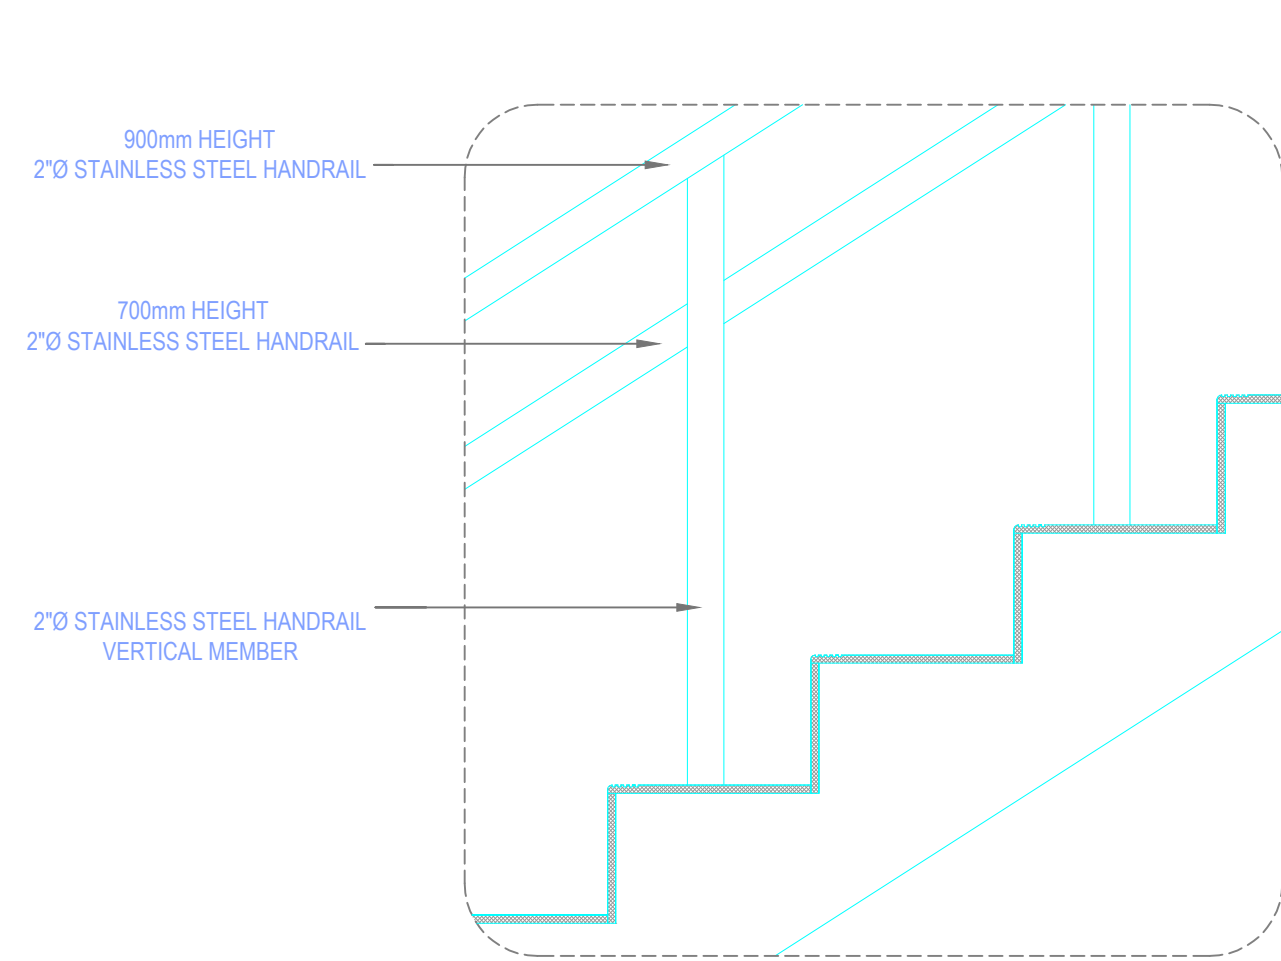 900mm HEIGHT
2"Ø STAINLESS STEEL HANDRAIL
700mm HEIGHT
2"Ø STAINLESS STEEL HANDRAIL
2"Ø STAINLESS STEEL HANDRAIL
VERTICAL MEMBER